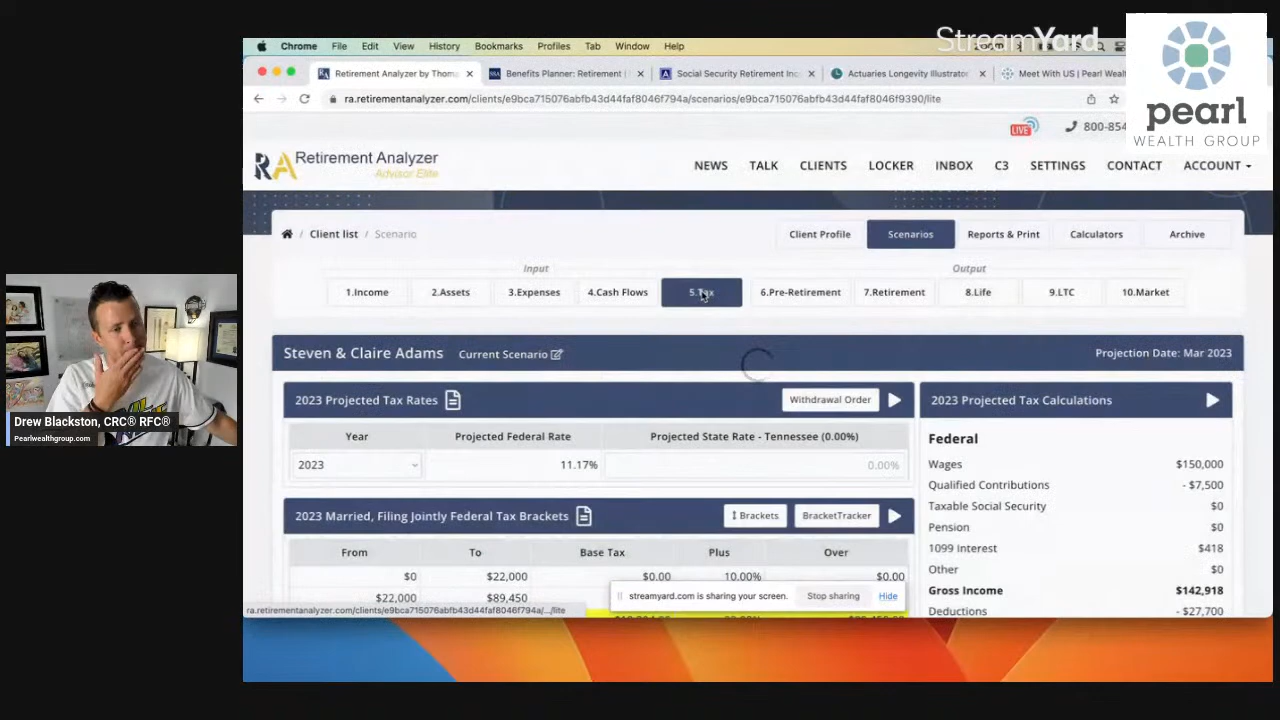 StreamYard
pearl
WEALTH GROUP
Chrome File Edit View History Bookmarks Profiles Tab Window Help
Retirement Analyzer by Thoma
Benefits Planner: Retirement
Social Security Retirement Inc
Actuaries Longevity Illustrator
Meet With US | Pearl Wealt
ra.retirementanalyzer.com/clients/e9bca715076abfb43d44faf8046f794a/scenarios/e9bca715076abfb43d44faf8046f9390/lite
LIVE
800-854
RA Retirement Analyzer
Advisor Elite
NEWS TALK CLIENTS LOCKER INBOX C3 SETTINGS CONTACT ACCOUNT
/ Client list / Scenario
Client Profile Scenarios Reports & Print Calculators Archive
Input Output
1.Income 2.Assets 3.Expenses 4.Cash Flows 5.Tax 6.Pre-Retirement 7.Retirement 8.Life 9.LTC 10.Market
Steven & Claire Adams Current Scenario Projection Date: Mar 2023
2023 Projected Tax Rates Withdrawal Order
Year Projected Federal Rate Projected State Rate - Tennessee (0.00%)
2023 11.17% 0.00%
2023 Married, Filing Jointly Federal Tax Brackets Brackets BracketTracker
From To Base Tax Plus Over
$0 $22,000 $0.00 10.00% $0.00
$22,000 $89,450
2023 Projected Tax Calculations
Federal
Wages $150,000
Qualified Contributions - $7,500
Taxable Social Security $0
Pension $0
1099 Interest $418
Other $0
Gross Income $142,918
Deductions - $27,700
streamyard.com is sharing your screen. Stop sharing Hide
ra.retirementanalyzer.com/clients/e9bca715076abfb43d44faf8046f794a/.../lite
Drew Blackston, CRC® RFC®
Pearlwealthgroup.com